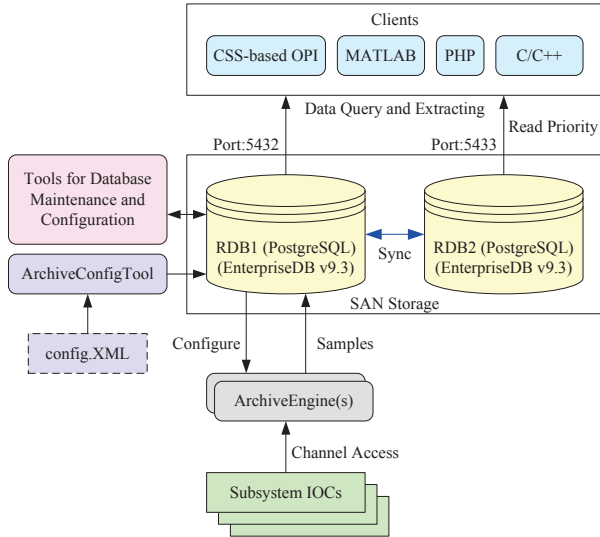 Clients
CSS-based OPI
MATLAB
PHP
C/C++
Data Query and Extracting
Read Priority
Port:5432
Port:5433
Tools for Database
Maintenance and
Configuration
RDB1 (PostgreSQL)
(EnterpriseDB v9.3)
Sync
RDB2 (PostgreSQL)
(EnterpriseDB v9.3)
ArchiveConfigTool
SAN Storage
config.XML
Configure
Samples
ArchiveEngine(s)
Channel Access
Subsystem IOCs